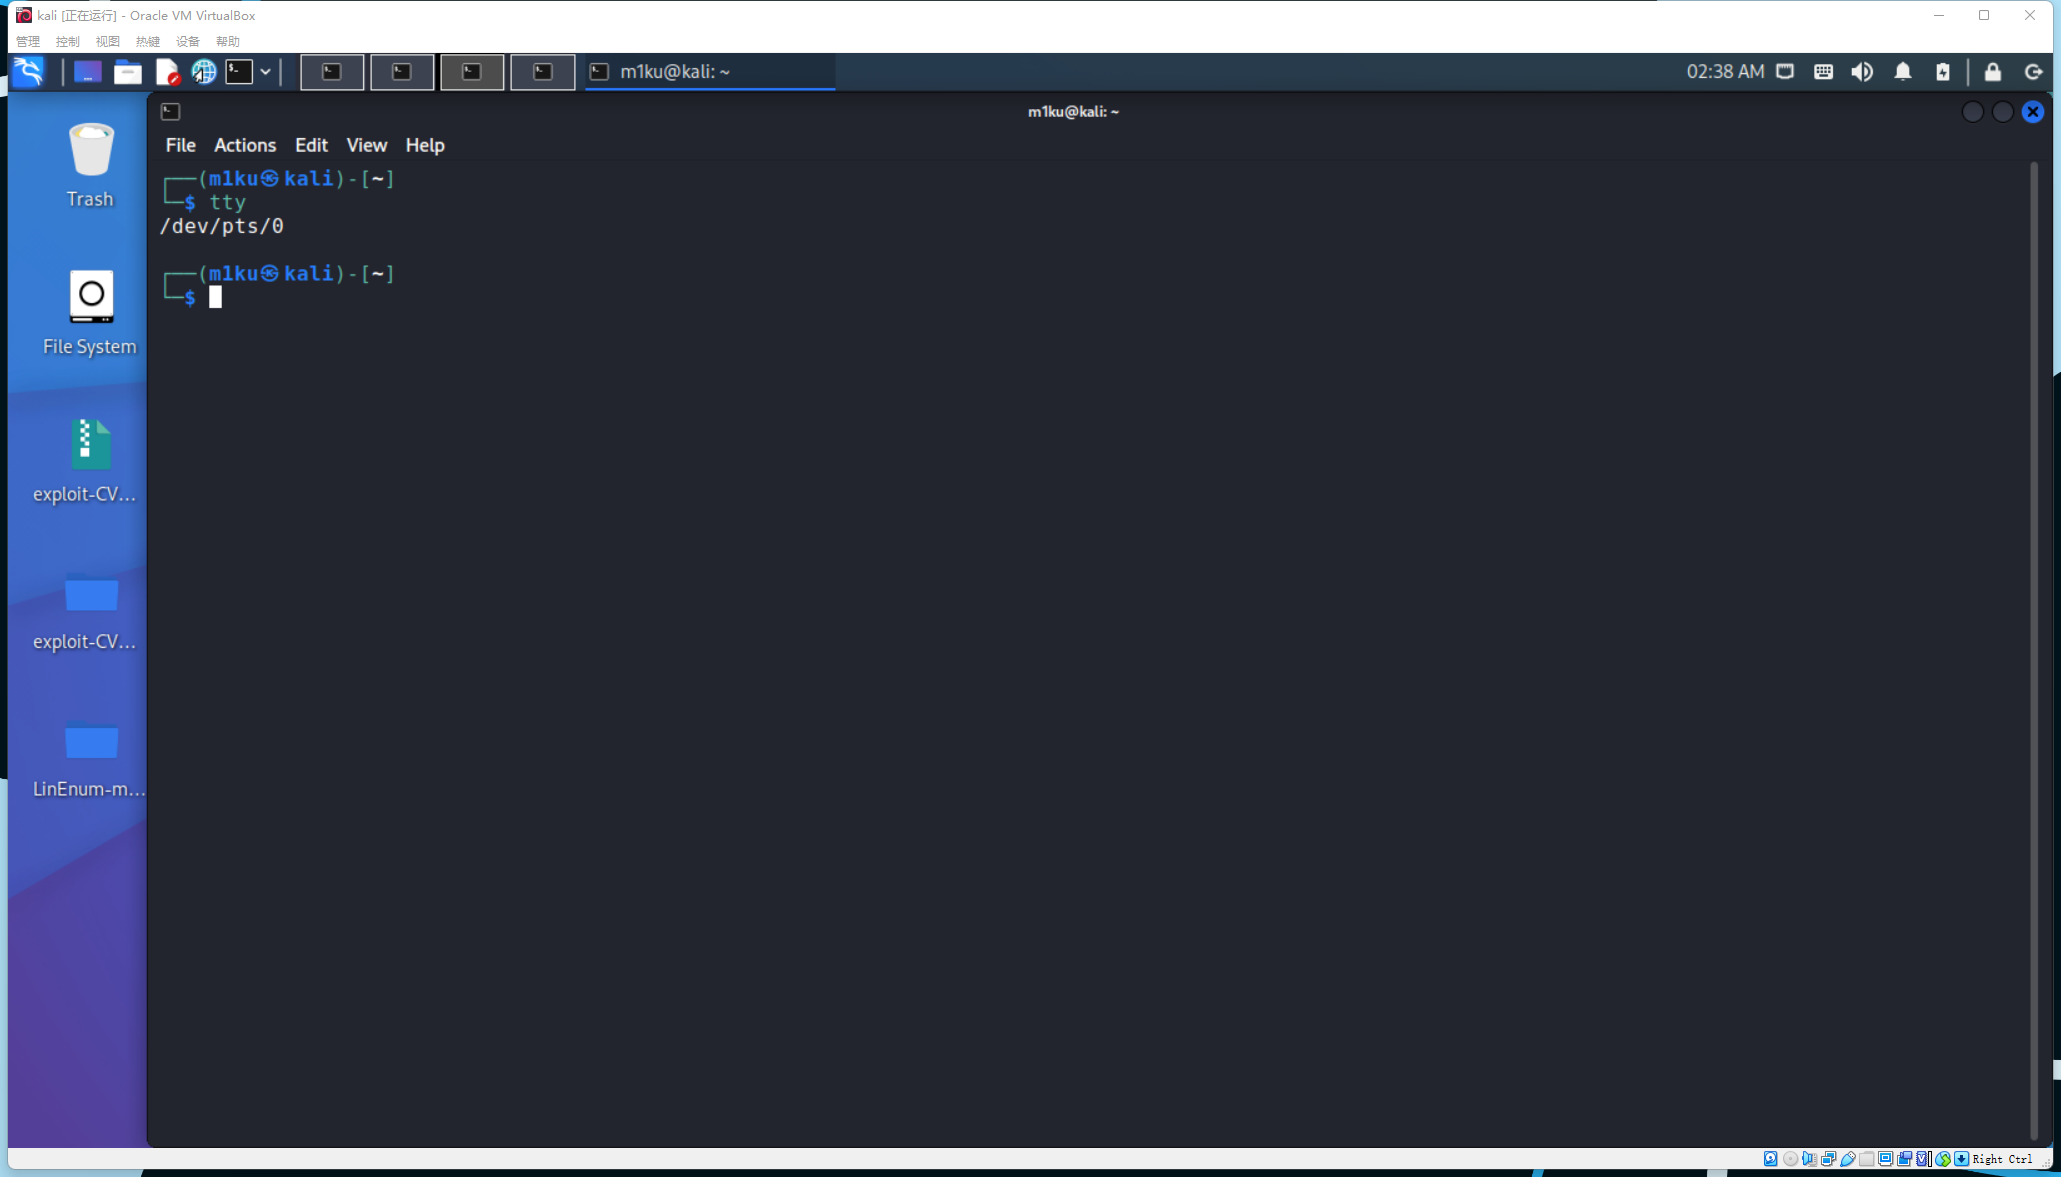 kali [正在运行] - Oracle VM VirtualBox
管理 控制 视图 热键 设备 帮助
m1ku@kali: ~
02:38 AM
m1ku@kali: ~
File Actions Edit View Help
┌──(m1ku㉿kali)-[~]
└─$ tty
/dev/pts/0
┌──(m1ku㉿kali)-[~]
└─$
Trash
File System
exploit-CV...
exploit-CV...
LinEnum-m...
Right Ctrl